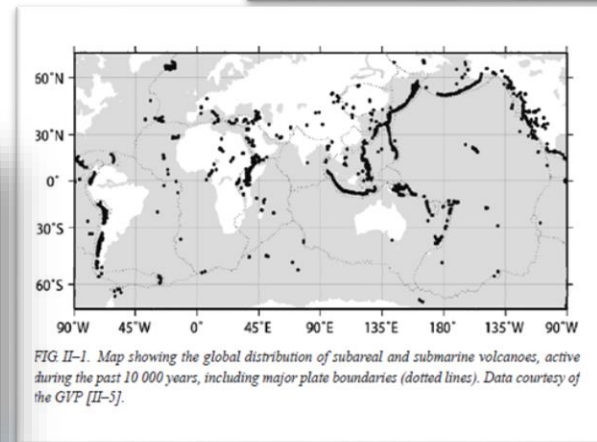 60°N
30°N
0°
30°S
60°S
90°W 45°W 0° 45°E 90°E 135°E 180° 135°W 90°W
FIG. II–1. Map showing the global distribution of subareal and submarine volcanoes, active
during the past 10 000 years, including major plate boundaries (dotted lines). Data courtesy of
the GVP [II–5].